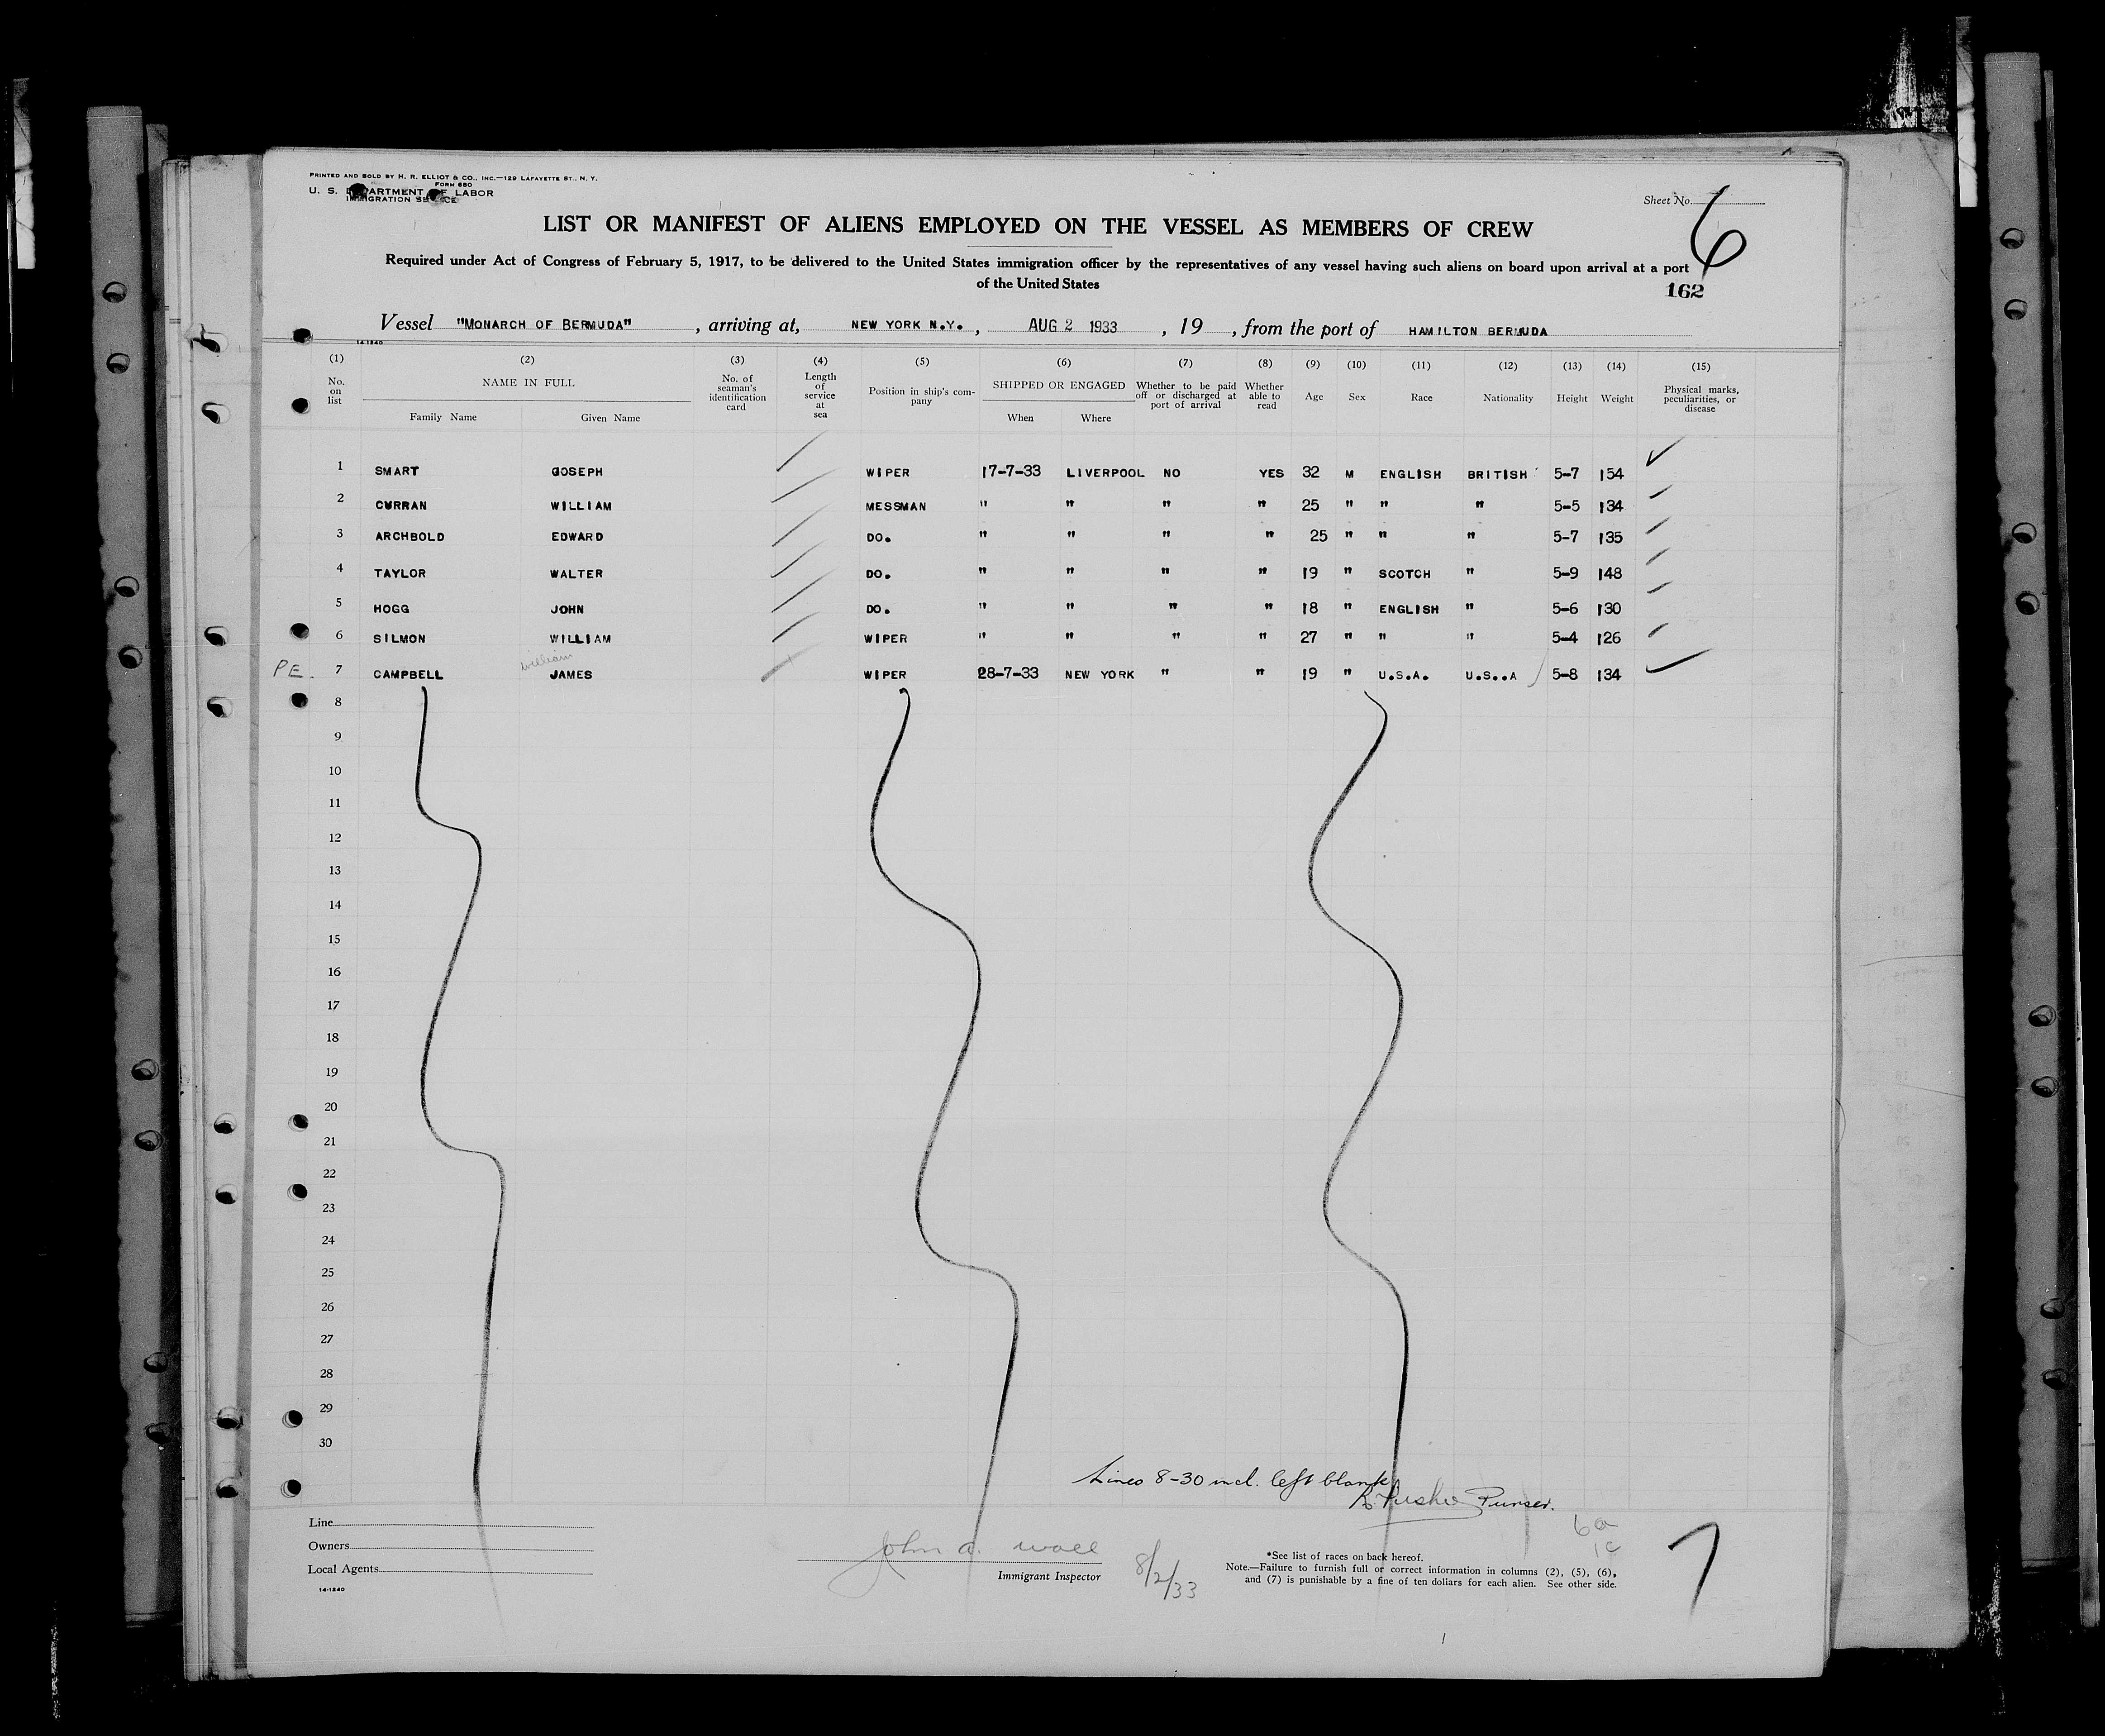 PRINTED AND SOLD BY H. R. ELLIOT & CO., INC.—129 LAFAYETTE ST., N. Y.
FORM 680
U. S. DEPARTMENT OF LABOR
IMMIGRATION SERVICE
Sheet No. 6
LIST OR MANIFEST OF ALIENS EMPLOYED ON THE VESSEL AS MEMBERS OF CREW
Required under Act of Congress of February 5, 1917, to be delivered to the United States immigration officer by the representatives of any vessel having such aliens on board upon arrival at a port
of the United States
162
Vessel "MONARCH OF BERMUDA", arriving at, NEW YORK N.Y., AUG 2 1933, 19, from the port of HAMILTON BERMUDA
14-1240
(1) (2) (3) (4) (5) (6) (7) (8) (9) (10) (11) (12) (13) (14) (15)
No. on list NAME IN FULL Family Name Given Name No. of seaman's identification card Length of service at sea Position in ship's company SHIPPED OR ENGAGED When Where Whether to be paid off or discharged at port of arrival Whether able to read Age Sex Race Nationality Height Weight Physical marks, peculiarities, or disease
1 SMART GOSEPH WIPER 17-7-33 LIVERPOOL NO YES 32 M ENGLISH BRITISH 5-7 154
2 CURRAN WILLIAM MESSMAN " " " " 25 " " " 5-5 134
3 ARCHBOLD EDWARD DO. " " " " 25 " " " 5-7 135
4 TAYLOR WALTER DO. " " " " 19 " SCOTCH " 5-9 148
5 HOGG JOHN DO. " " " " 18 " ENGLISH " 5-6 130
6 SILMON WILLIAM WIPER " " " " 27 " " " 5-4 126
william
PE. 7 CAMPBELL JAMES WIPER 28-7-33 NEW YORK " " 19 " U.S.A. U.S..A 5-8 134
8
9
10
11
12
13
14
15
16
17
18
19
20
21
22
23
24
25
26
27
28
29
30
Lines 8-30 incl. left blank
Purser.
Line
Owners
Local Agents
14-1240
John A. Wall
Immigrant Inspector
8/2/33
*See list of races on back hereof.
Note.—Failure to furnish full or correct information in columns (2), (5), (6),
and (7) is punishable by a fine of ten dollars for each alien. See other side.
6a
1c
7